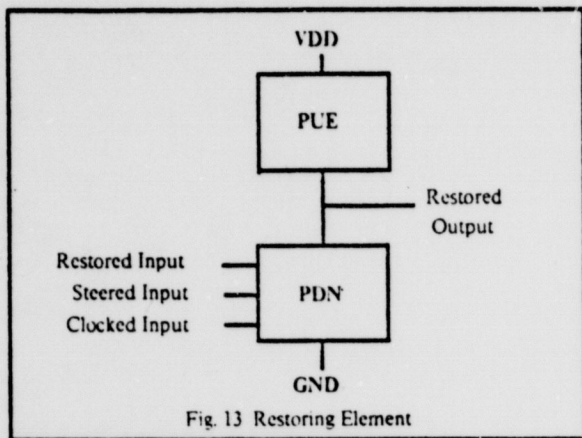 VDD
PUE
Restored
Output
Restored Input
Steered Input
Clocked Input
PDN
GND
Fig. 13 Restoring Element